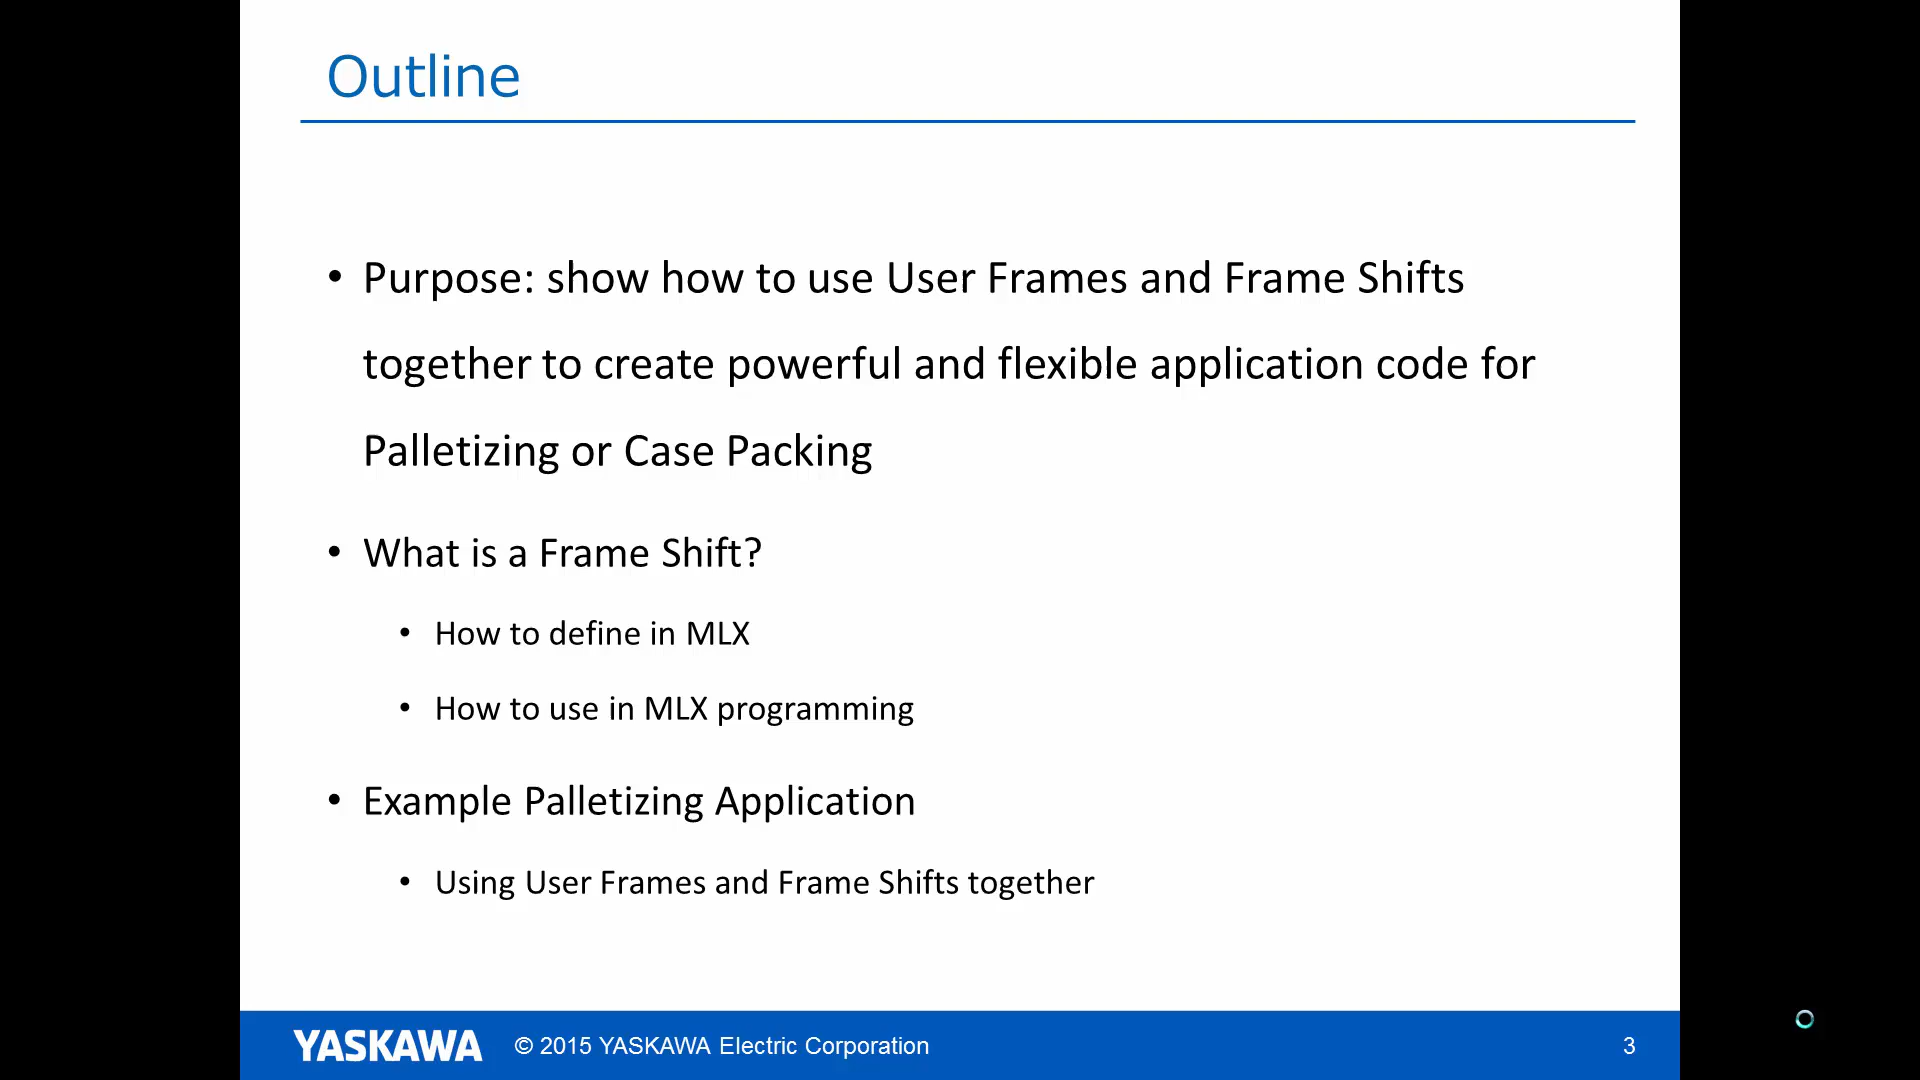 Outline
• Purpose: show how to use User Frames and Frame Shifts
together to create powerful and flexible application code for
Palletizing or Case Packing
• What is a Frame Shift?
• How to define in MLX
• How to use in MLX programming
• Example Palletizing Application
• Using User Frames and Frame Shifts together
YASKAWA © 2015 YASKAWA Electric Corporation 3